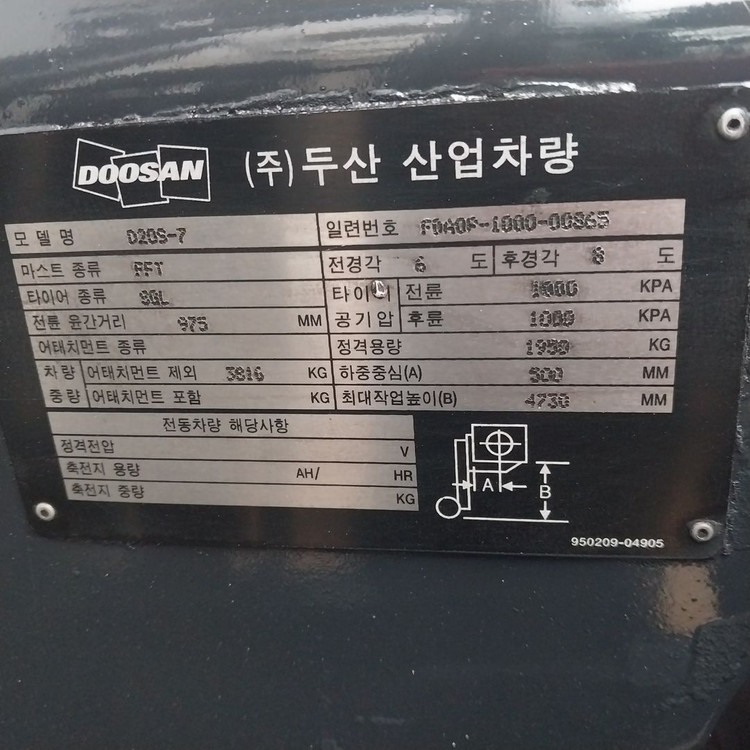 DOOSAN (주)두산 산업차량
모 델 명 D20S-7 일련번호 FDA0F-1000-00865
마스트 종류 FFT 전경각 6 도 후경각 8 도
타이어 종류 SOL 타이어 전륜 1000 KPA
전륜 윤간거리 975 MM 공기압 후륜 1000 KPA
어태치먼트 종류 정격용량 1950 KG
차량 어태치먼트 제외 3816 KG 하중중심(A) 500 MM
중량 어태치먼트 포함 KG 최대작업높이(B) 4730 MM
전동차량 해당사항
정격전압 V
축전지 용량 AH/ HR
축전지 중량 KG
A B
950209-04905